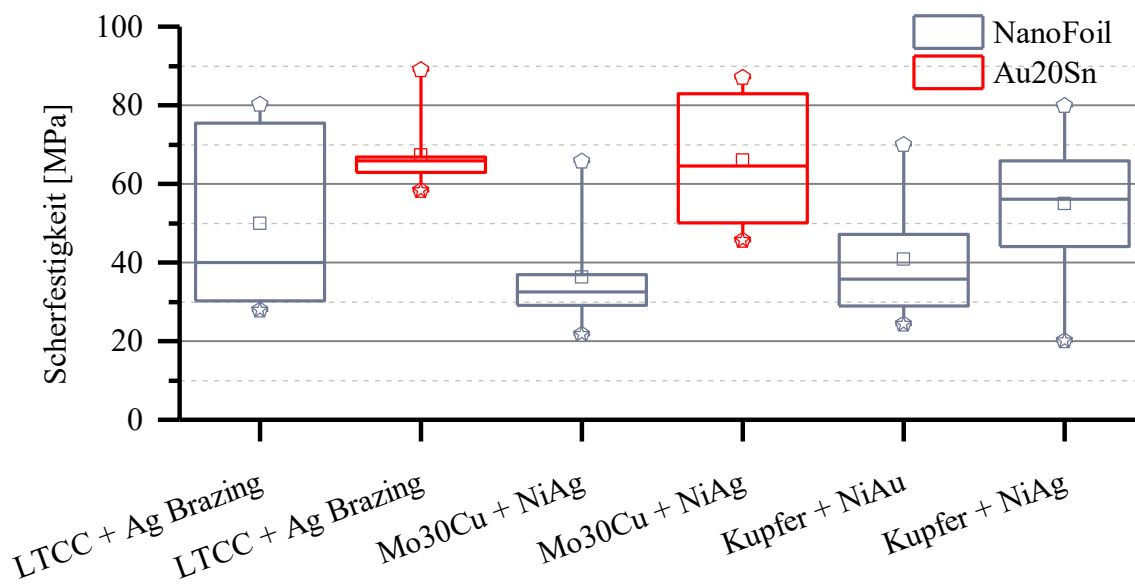 NanoFoil
Au20Sn
Scherfestigkeit [MPa]
100
80
60
40
20
0
LTCC + Ag Brazing
LTCC + Ag Brazing
Mo30Cu + NiAg
Mo30Cu + NiAg
Kupfer + NiAu
Kupfer + NiAg